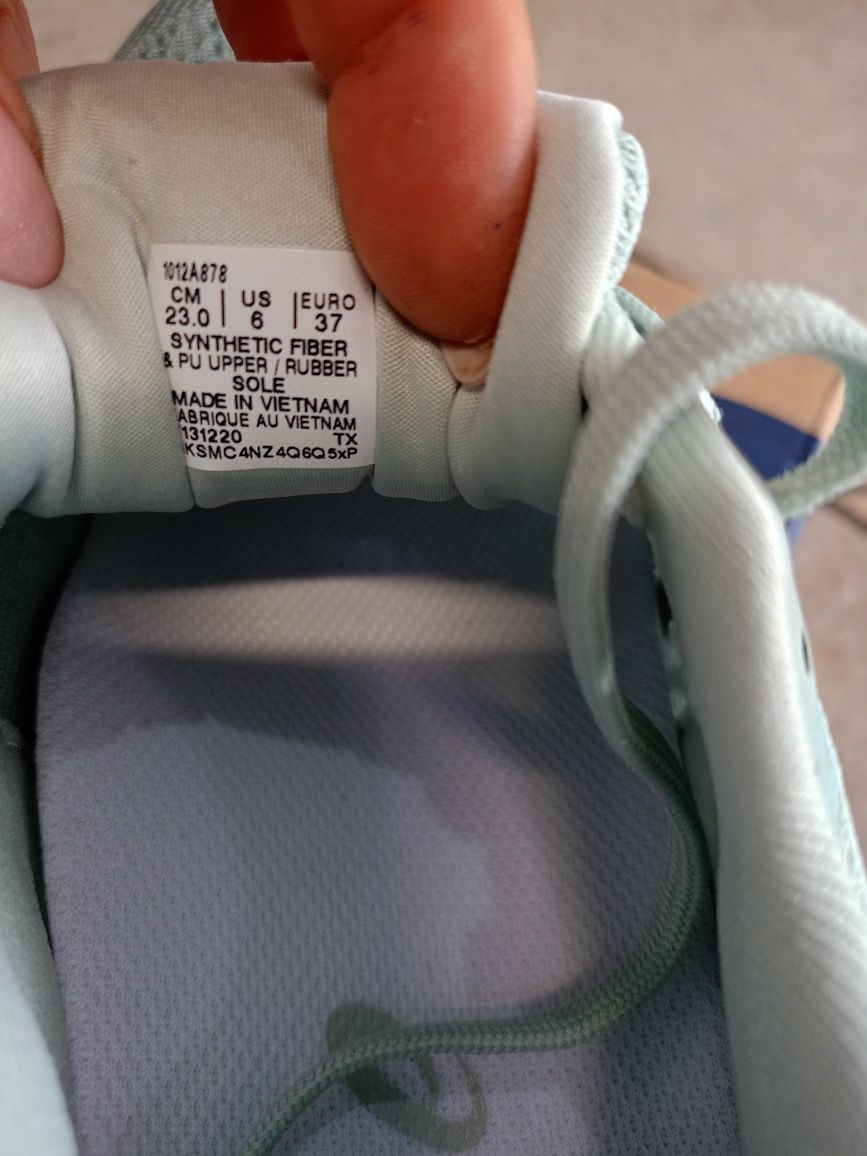 1012A878
CM | US | EURO
23.0 | 6 | 37
SYNTHETIC FIBER
& PU UPPER / RUBBER
SOLE
MADE IN VIETNAM
ABRIQUE AU VIETNAM
131220 TX
KSMC4NZ4Q6Q5xP